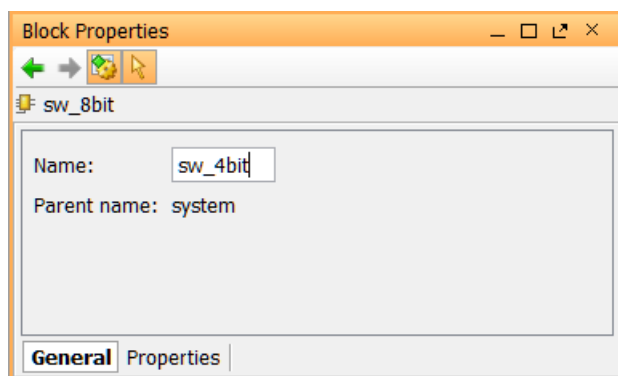 Block Properties
sw_8bit
Name: sw_4bit
Parent name: system
General Properties